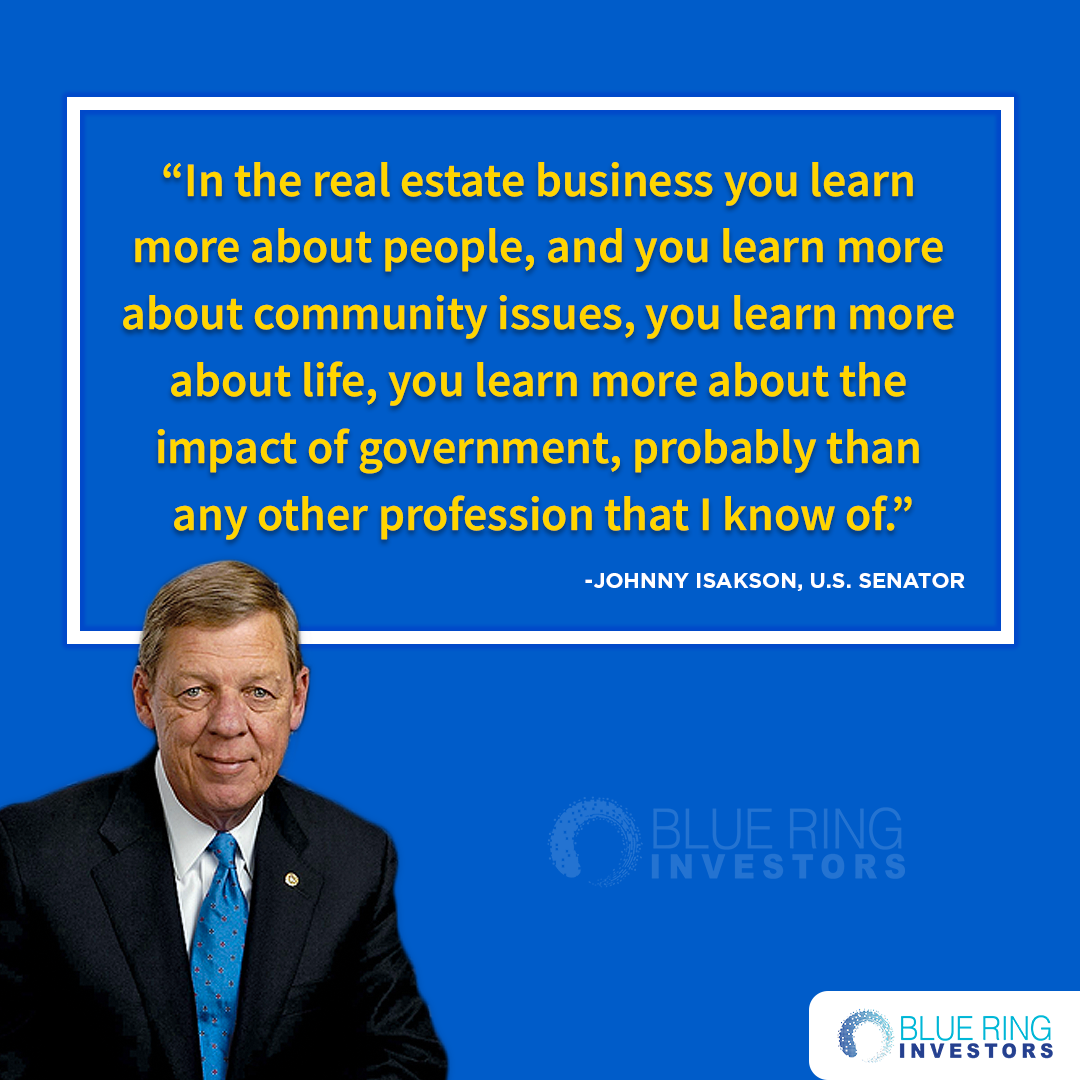 “In the real estate business you learn
more about people, and you learn more
about community issues, you learn more
about life, you learn more about the
impact of government, probably than
any other profession that I know of.”
-JOHNNY ISAKSON, U.S. SENATOR
BLUE RING
INVESTORS
BLUE RING
INVESTORS